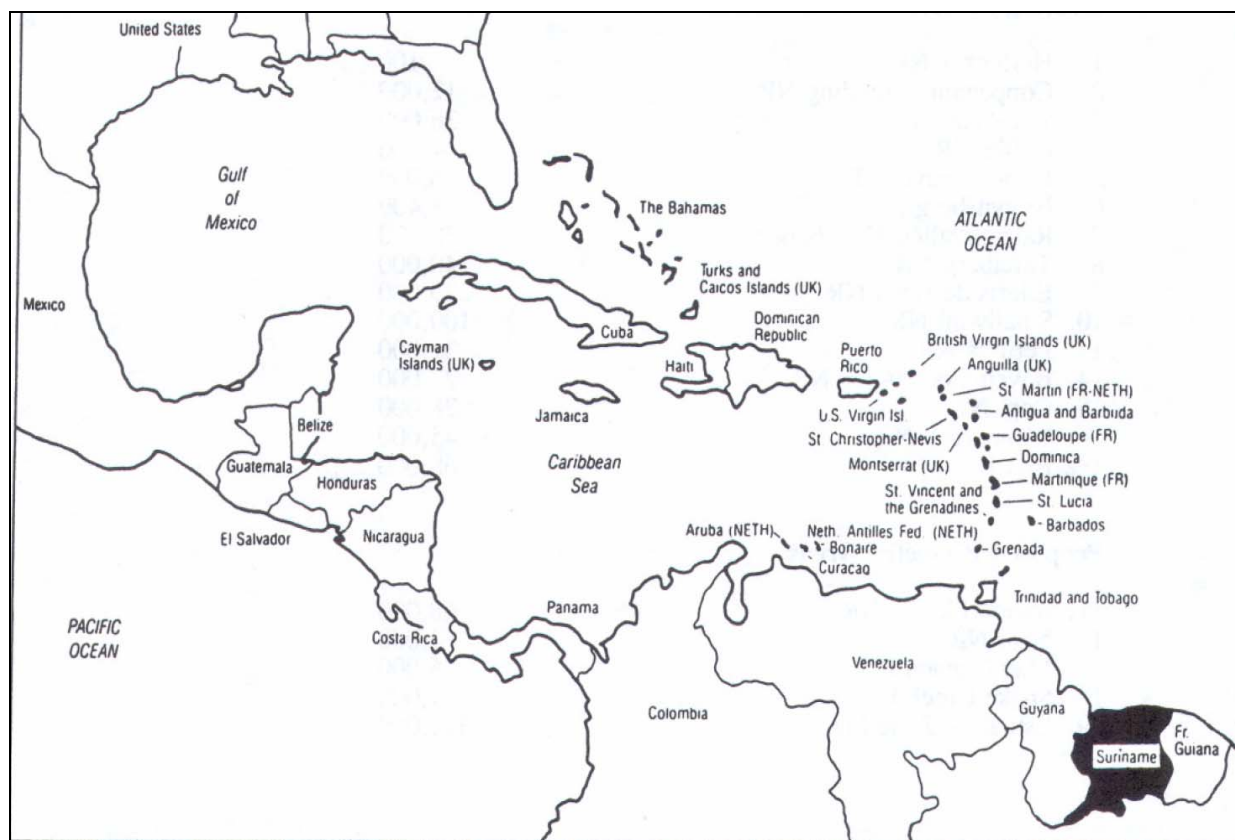 United States
Gulf
of
Mexico
The Bahamas
ATLANTIC
OCEAN
Turks and
Caicos Islands (UK)
Mexico
Cuba
Dominican
Republic
Cayman
Islands (UK)
Haiti
Puerto
Rico
British Virgin Islands (UK)
Anguilla (UK)
St. Martin (FR-NETH)
Jamaica
U.S. Virgin Isl.
Antigua and Barbuda
Belize
St. Christopher-Nevis
Guadeloupe (FR)
Guatemala
Caribbean
Sea
Montserrat (UK)
Dominica
Honduras
Martinique (FR)
St. Vincent and
the Grenadines
St. Lucia
El Salvador
Nicaragua
Aruba (NETH)
Neth. Antilles Fed. (NETH)
Barbados
Bonaire
Curacao
Grenada
Panama
Trinidad and Tobago
PACIFIC
OCEAN
Costa Rica
Venezuela
Colombia
Guyana
Fr.
Guiana
Suriname